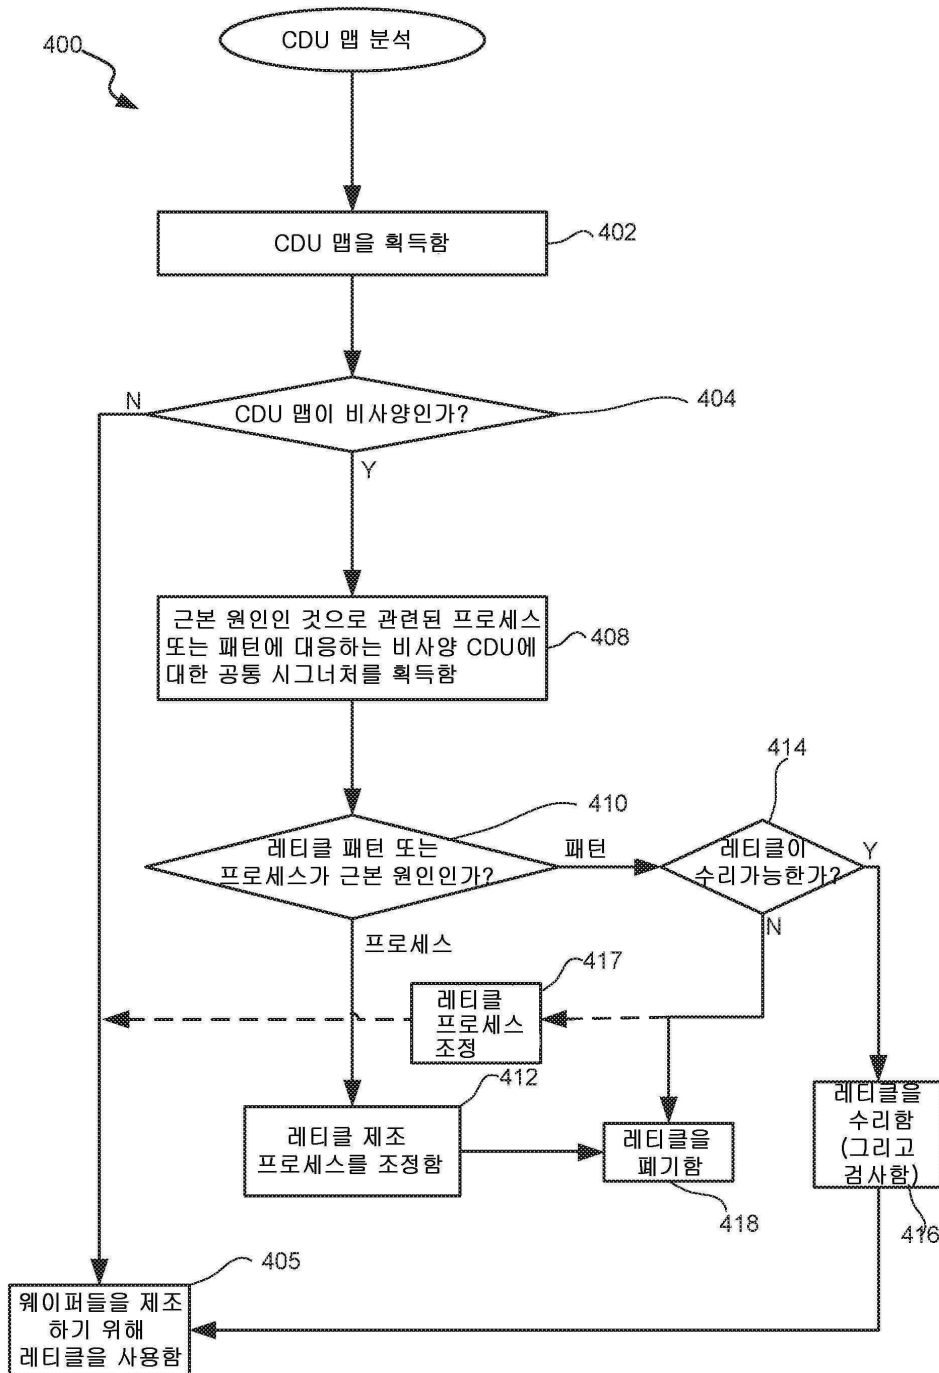 400
CDU 맵 분석
CDU 맵을 획득함
402
N
CDU 맵이 비사양인가?
404
Y
근본 원인인 것으로 관련된 프로세스
또는 패턴에 대응하는 비사양 CDU에
대한 공통 시그너처를 획득함
408
414
410
레티클 패턴 또는
프로세스가 근본 원인인가?
패턴
레티클이
수리가능한가?
Y
N
프로세스
417
레티클
프로세스
조정
412
레티클 제조
프로세스를 조정함
레티클을
폐기함
418
레티클을
수리함
(그리고
검사함)
416
405
웨이퍼들을 제조
하기 위해
레티클을 사용함